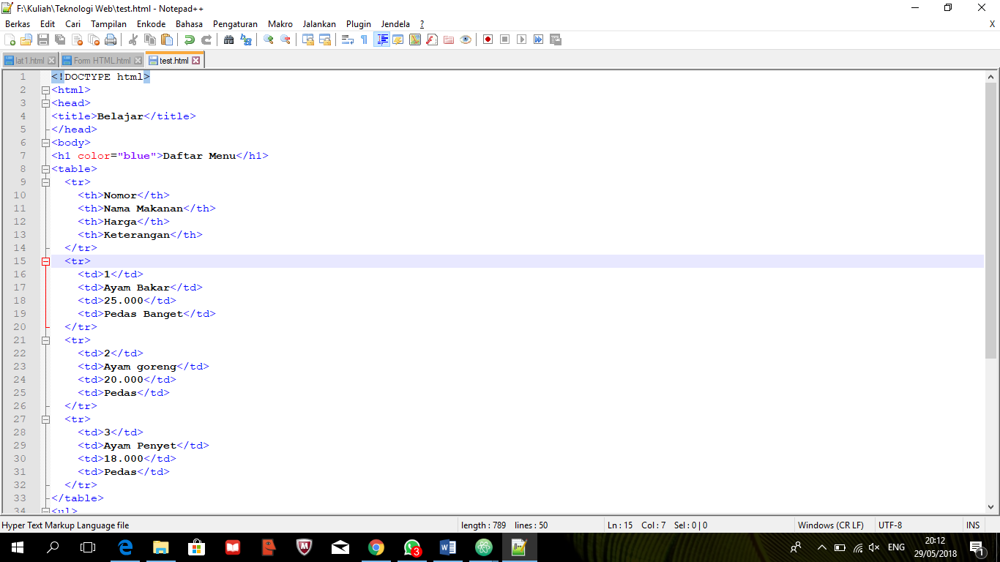 F:\Kuliah\Teknologi Web\test.html - Notepad++
Berkas Edit Cari Tampilan Enkode Bahasa Pengaturan Makro Jalankan Plugin Jendela ? X
lat1.html Form HTML.html test.html
1 <!DOCTYPE html>
2 <html>
3 <head>
4 <title>Belajar</title>
5 </head>
6 <body>
7 <h1 color="blue">Daftar Menu</h1>
8 <table>
9 <tr>
10 <th>Nomor</th>
11 <th>Nama Makanan</th>
12 <th>Harga</th>
13 <th>Keterangan</th>
14 </tr>
15 <tr>
16 <td>1</td>
17 <td>Ayam Bakar</td>
18 <td>25.000</td>
19 <td>Pedas Banget</td>
20 </tr>
21 <tr>
22 <td>2</td>
23 <td>Ayam goreng</td>
24 <td>20.000</td>
25 <td>Pedas</td>
26 </tr>
27 <tr>
28 <td>3</td>
29 <td>Ayam Penyet</td>
30 <td>18.000</td>
31 <td>Pedas</td>
32 </tr>
33 </table>
34 <ul>
Hyper Text Markup Language file length : 789 lines : 50 Ln : 15 Col : 7 Sel : 0 | 0 Windows (CR LF) UTF-8 INS
3 ENG 20:12 1
29/05/2018